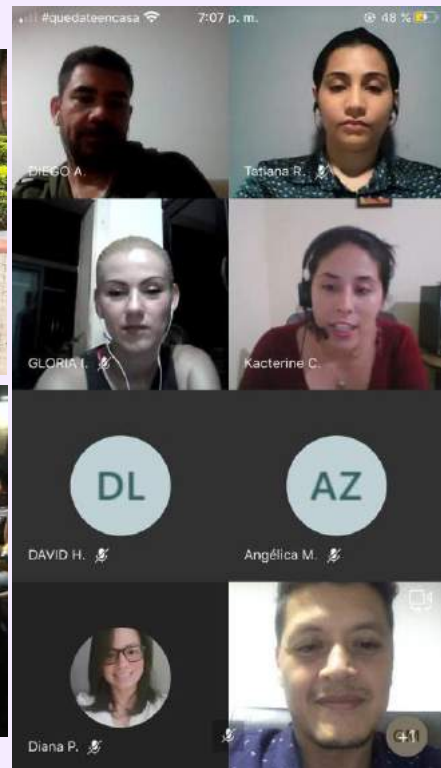 #quedateencasa 7:07 p. m. 48 %
DIEGO A. Tatiana R.
GLORIA I. Kacterine C.
DL AZ
DAVID H. Angélica M.
Diana P. +1